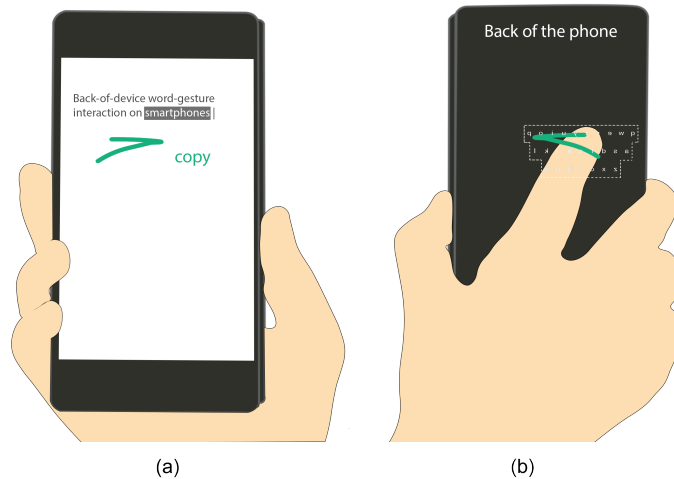 Back-of-device word-gesture
interaction on smartphones
copy
(a)
Back of the phone
(b)